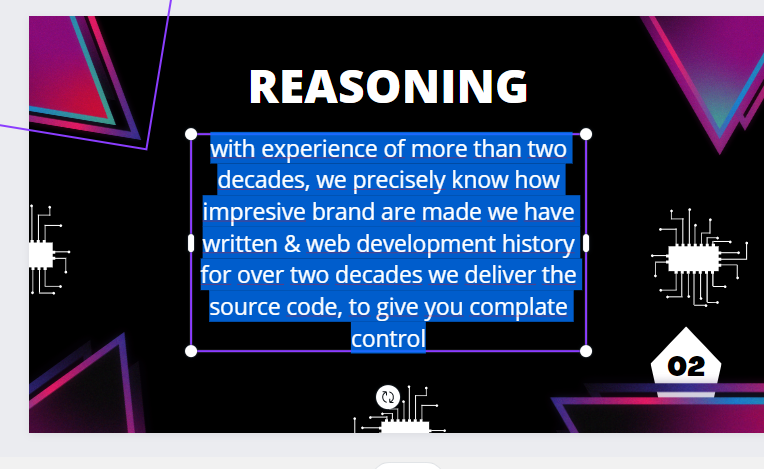 REASONING
with experience of more than two
decades, we precisely know how
impresive brand are made we have
written & web development history
for over two decades we deliver the
source code, to give you complate
control
02